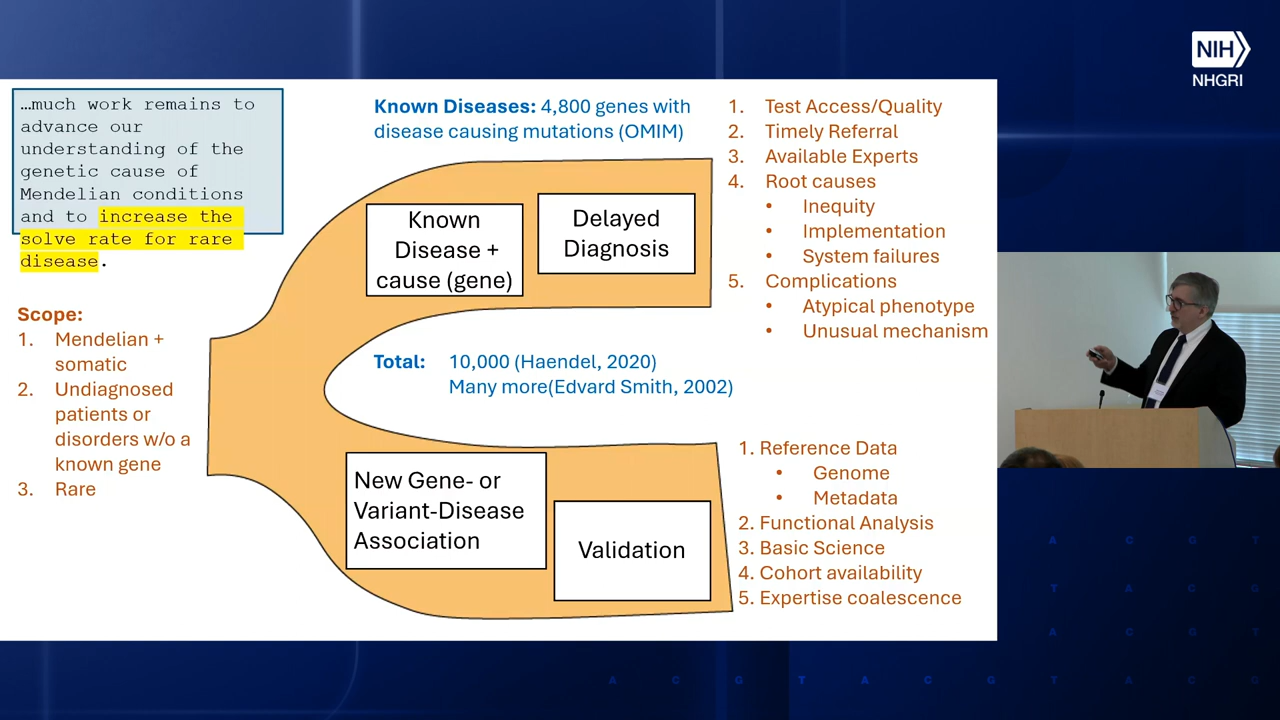 NIH
NHGRI
…much work remains to
advance our
understanding of the
genetic cause of
Mendelian conditions
and to increase the
solve rate for rare
disease.
Scope:
1. Mendelian +
somatic
2. Undiagnosed
patients or
disorders w/o a
known gene
3. Rare
Known Diseases: 4,800 genes with
disease causing mutations (OMIM)
Known
Disease +
cause (gene)
Delayed
Diagnosis
1. Test Access/Quality
2. Timely Referral
3. Available Experts
4. Root causes
• Inequity
• Implementation
• System failures
5. Complications
• Atypical phenotype
• Unusual mechanism
Total: 10,000 (Haendel, 2020)
Many more(Edvard Smith, 2002)
New Gene- or
Variant-Disease
Association
Validation
1. Reference Data
• Genome
• Metadata
2. Functional Analysis
3. Basic Science
4. Cohort availability
5. Expertise coalescence
A C G T
T A C G
A C G T
A C G T A C G T A C G